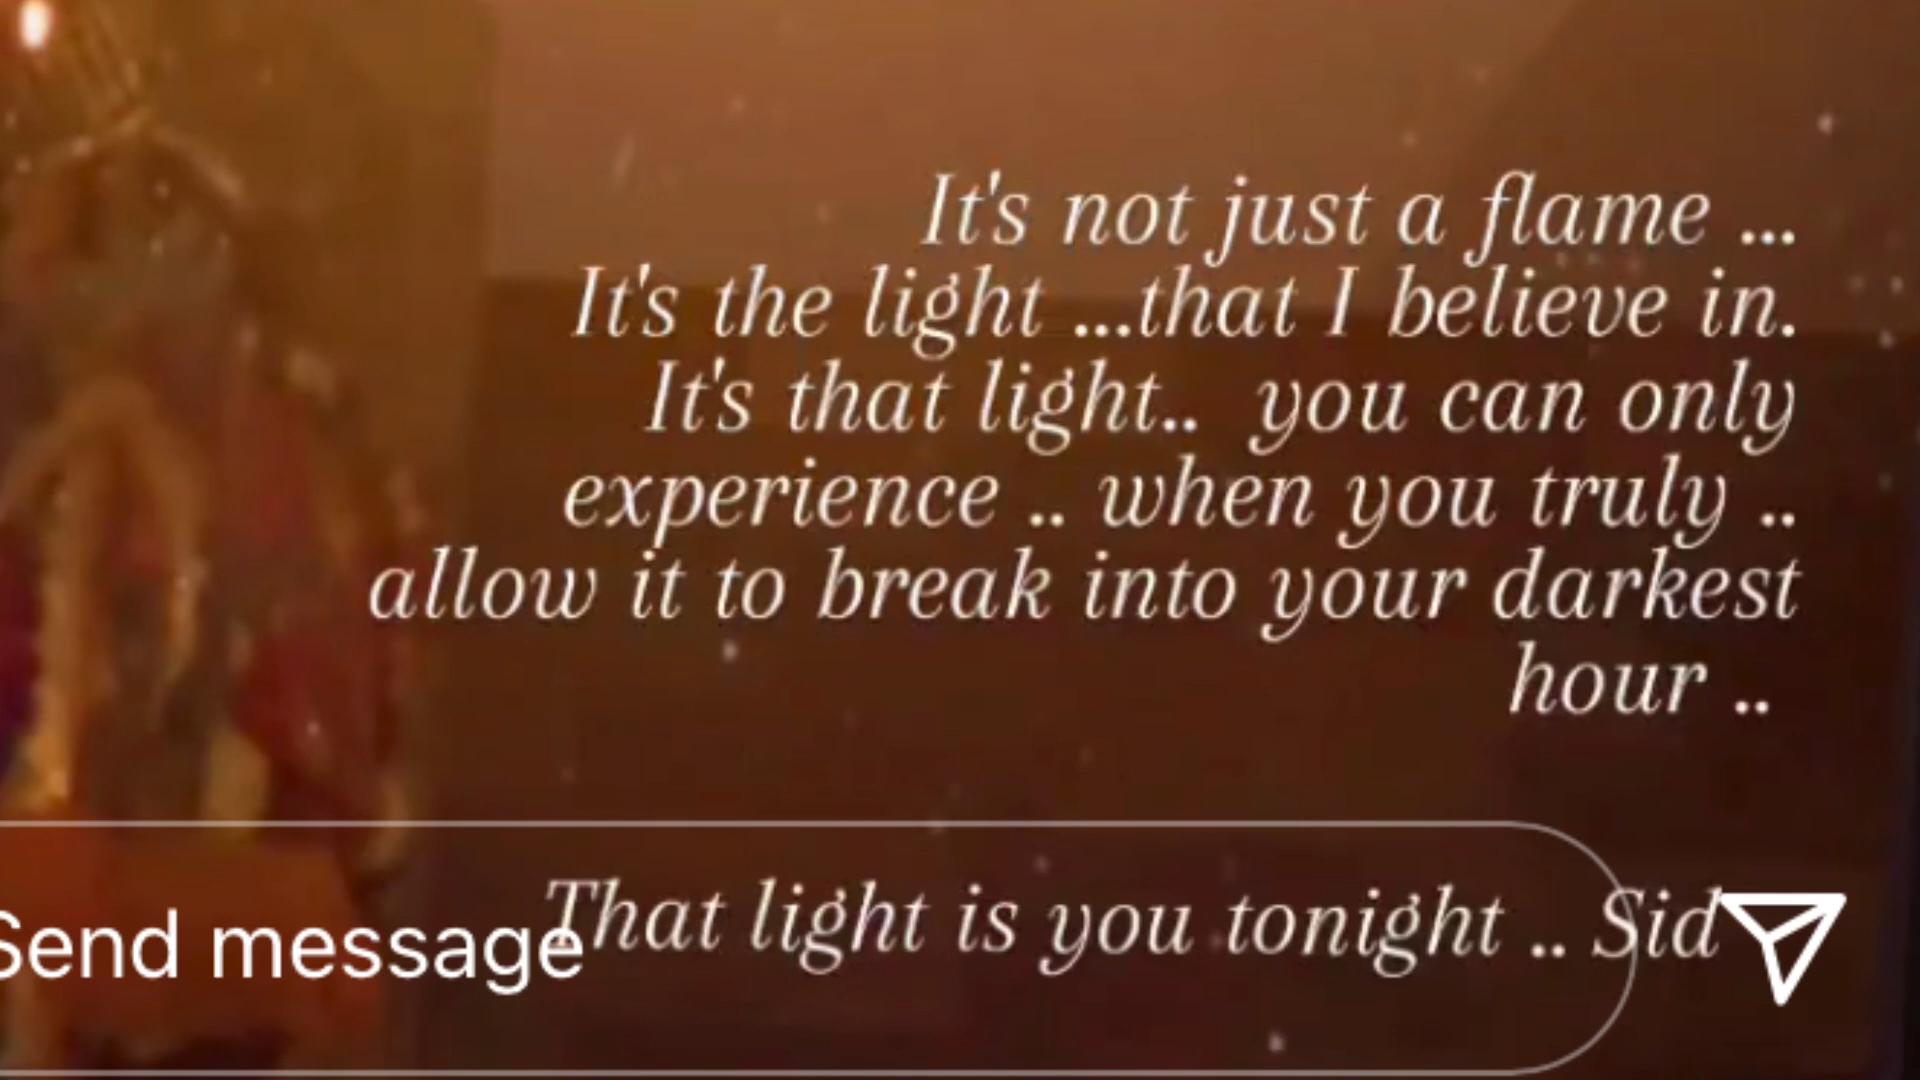 It's not just a flame ...
It's the light ...that I believe in.
It's that light..  you can only
experience .. when you truly ..
allow it to break into your darkest
hour ..
That light is you tonight .. Sid
Send message